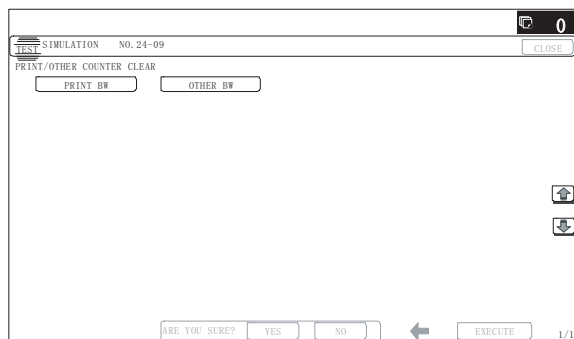 0
TEST SIMULATION NO.24-09 CLOSE
PRINT/OTHER COUNTER CLEAR
PRINT BW OTHER BW
ARE YOU SURE? YES NO EXECUTE 1/1